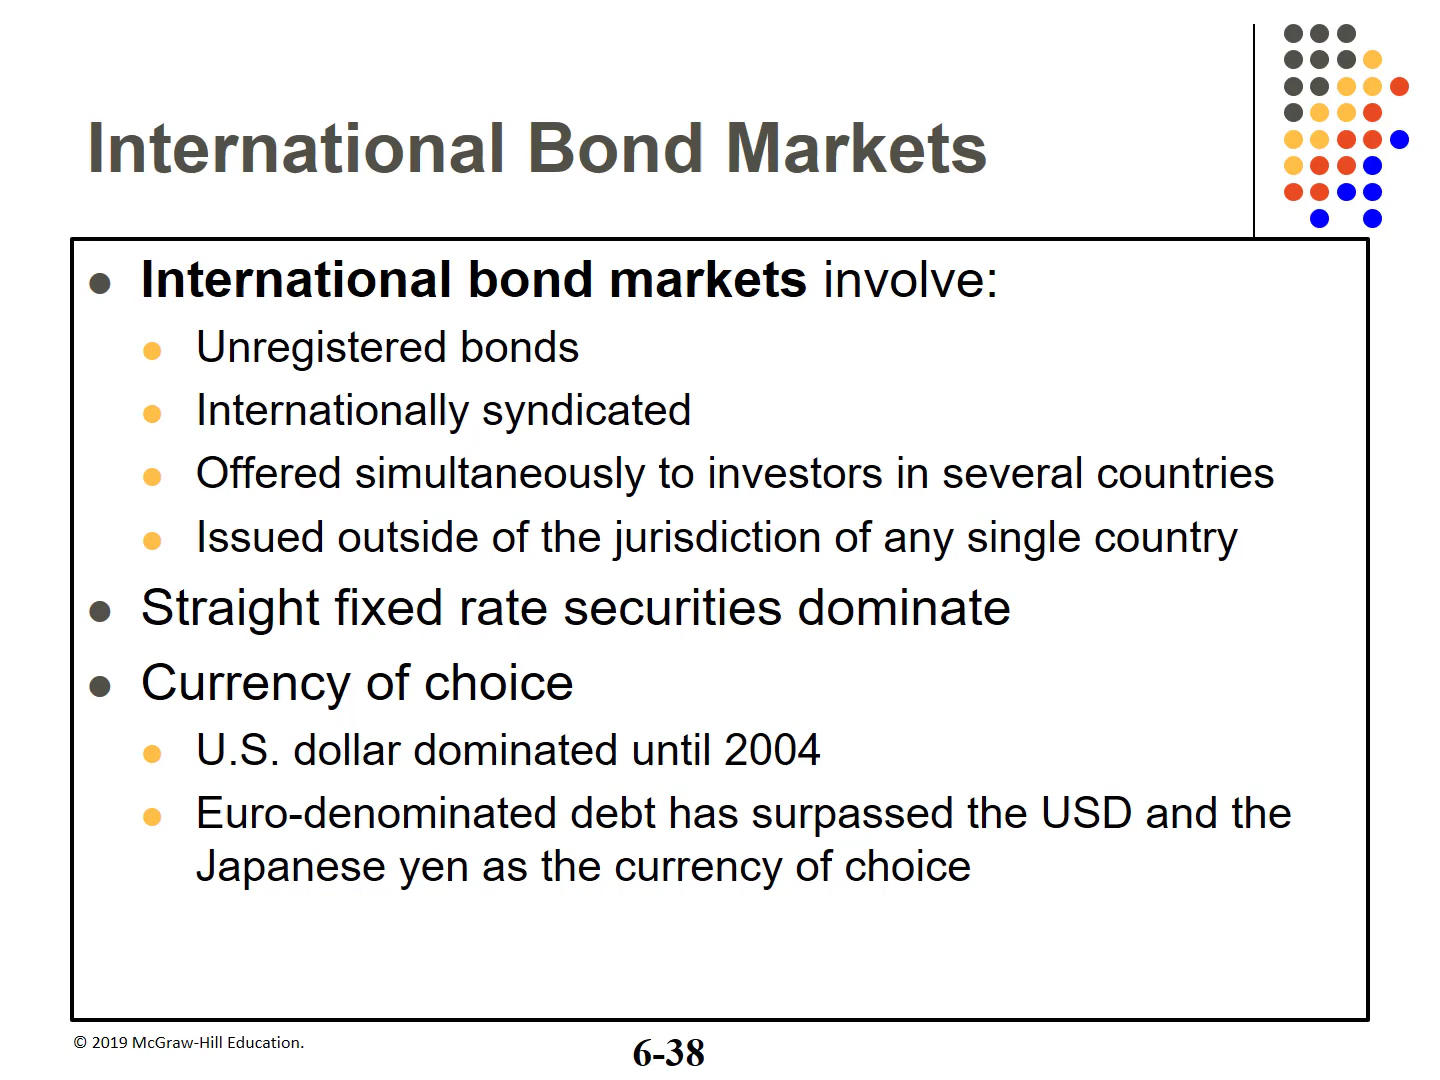 International Bond Markets
International bond markets involve:
Unregistered bonds
Internationally syndicated
Offered simultaneously to investors in several countries
Issued outside of the jurisdiction of any single country
Straight fixed rate securities dominate
Currency of choice
U.S. dollar dominated until 2004
Euro-denominated debt has surpassed the USD and the
Japanese yen as the currency of choice
© 2019 McGraw-Hill Education.
6-38